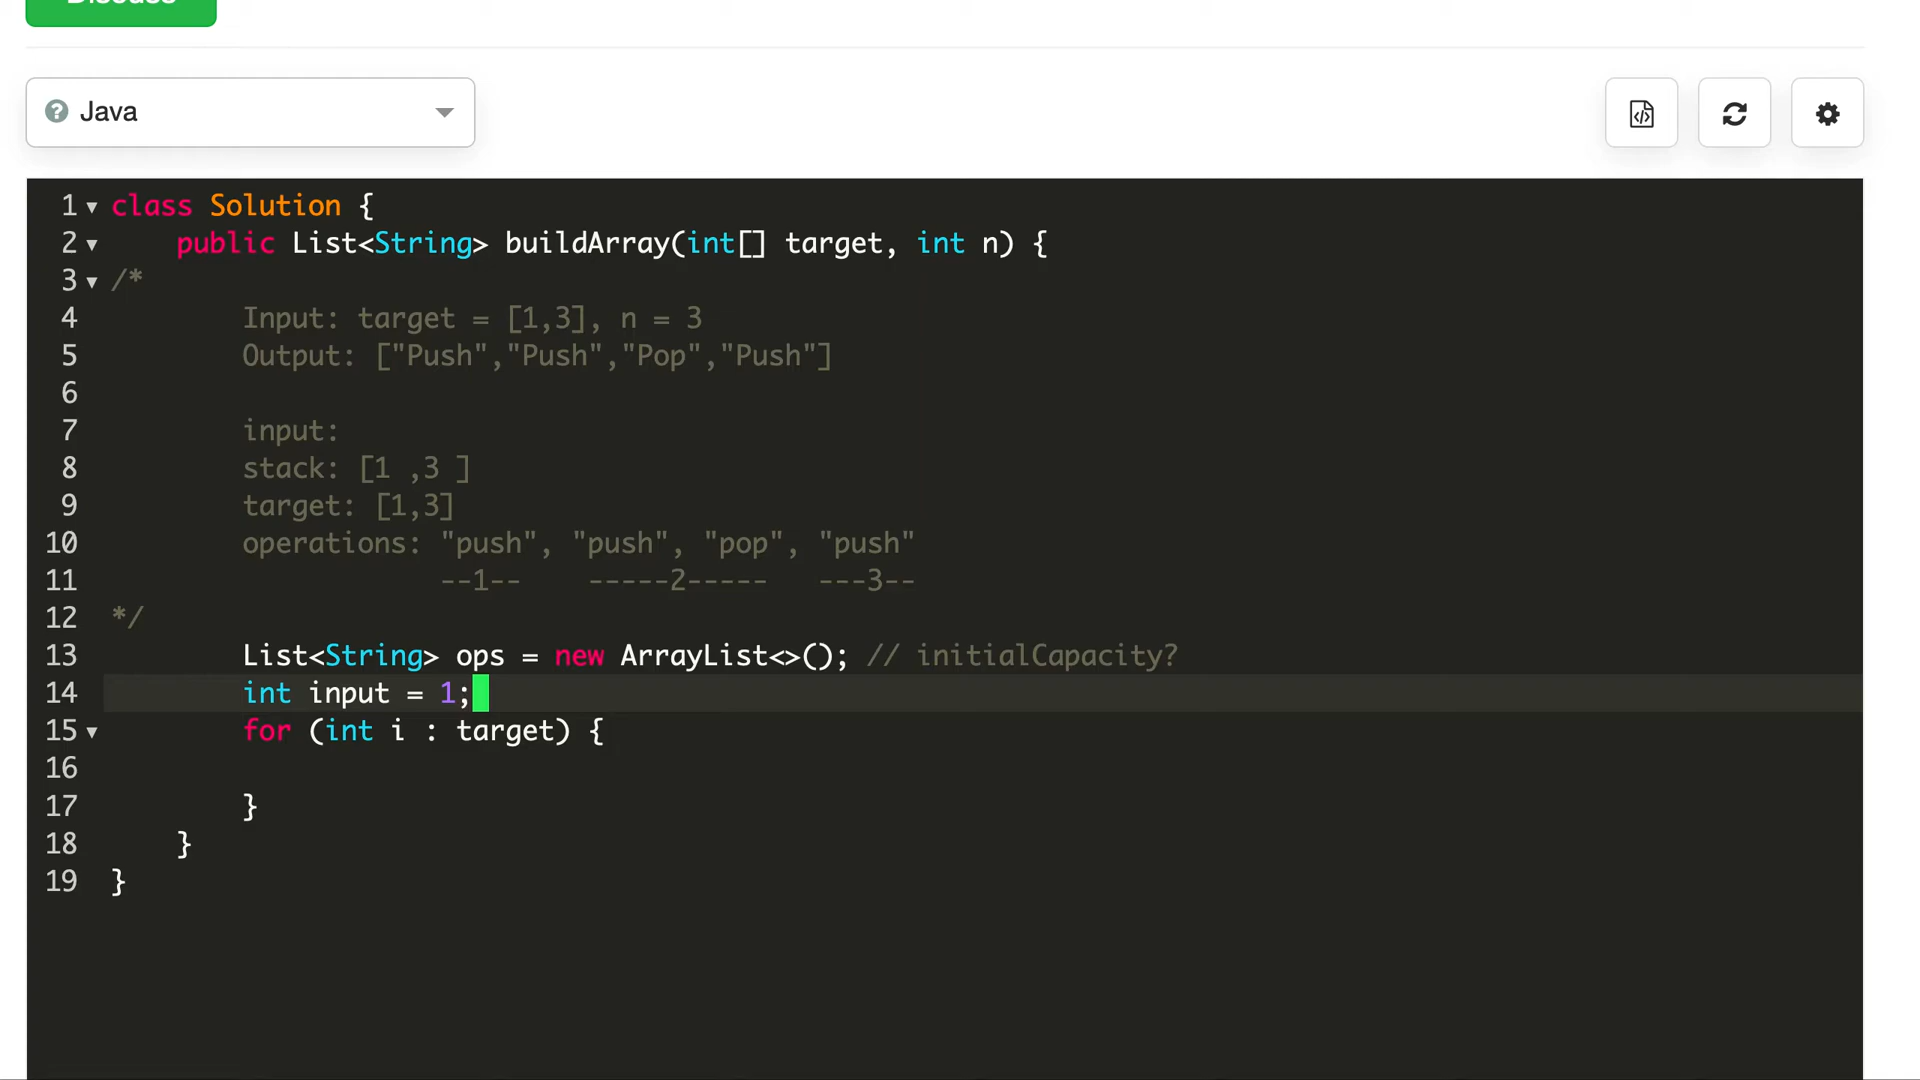 Discuss
Java
1 class Solution {
2 public List<String> buildArray(int[] target, int n) {
3 /*
4 Input: target = [1,3], n = 3
5 Output: ["Push","Push","Pop","Push"]
6
7 input:
8 stack: [1 ,3 ]
9 target: [1,3]
10 operations: "push", "push", "pop", "push"
11 --1-- -----2----- ---3--
12 */
13 List<String> ops = new ArrayList<>(); // initialCapacity?
14 int input = 1;
15 for (int i : target) {
16
17 }
18 }
19 }